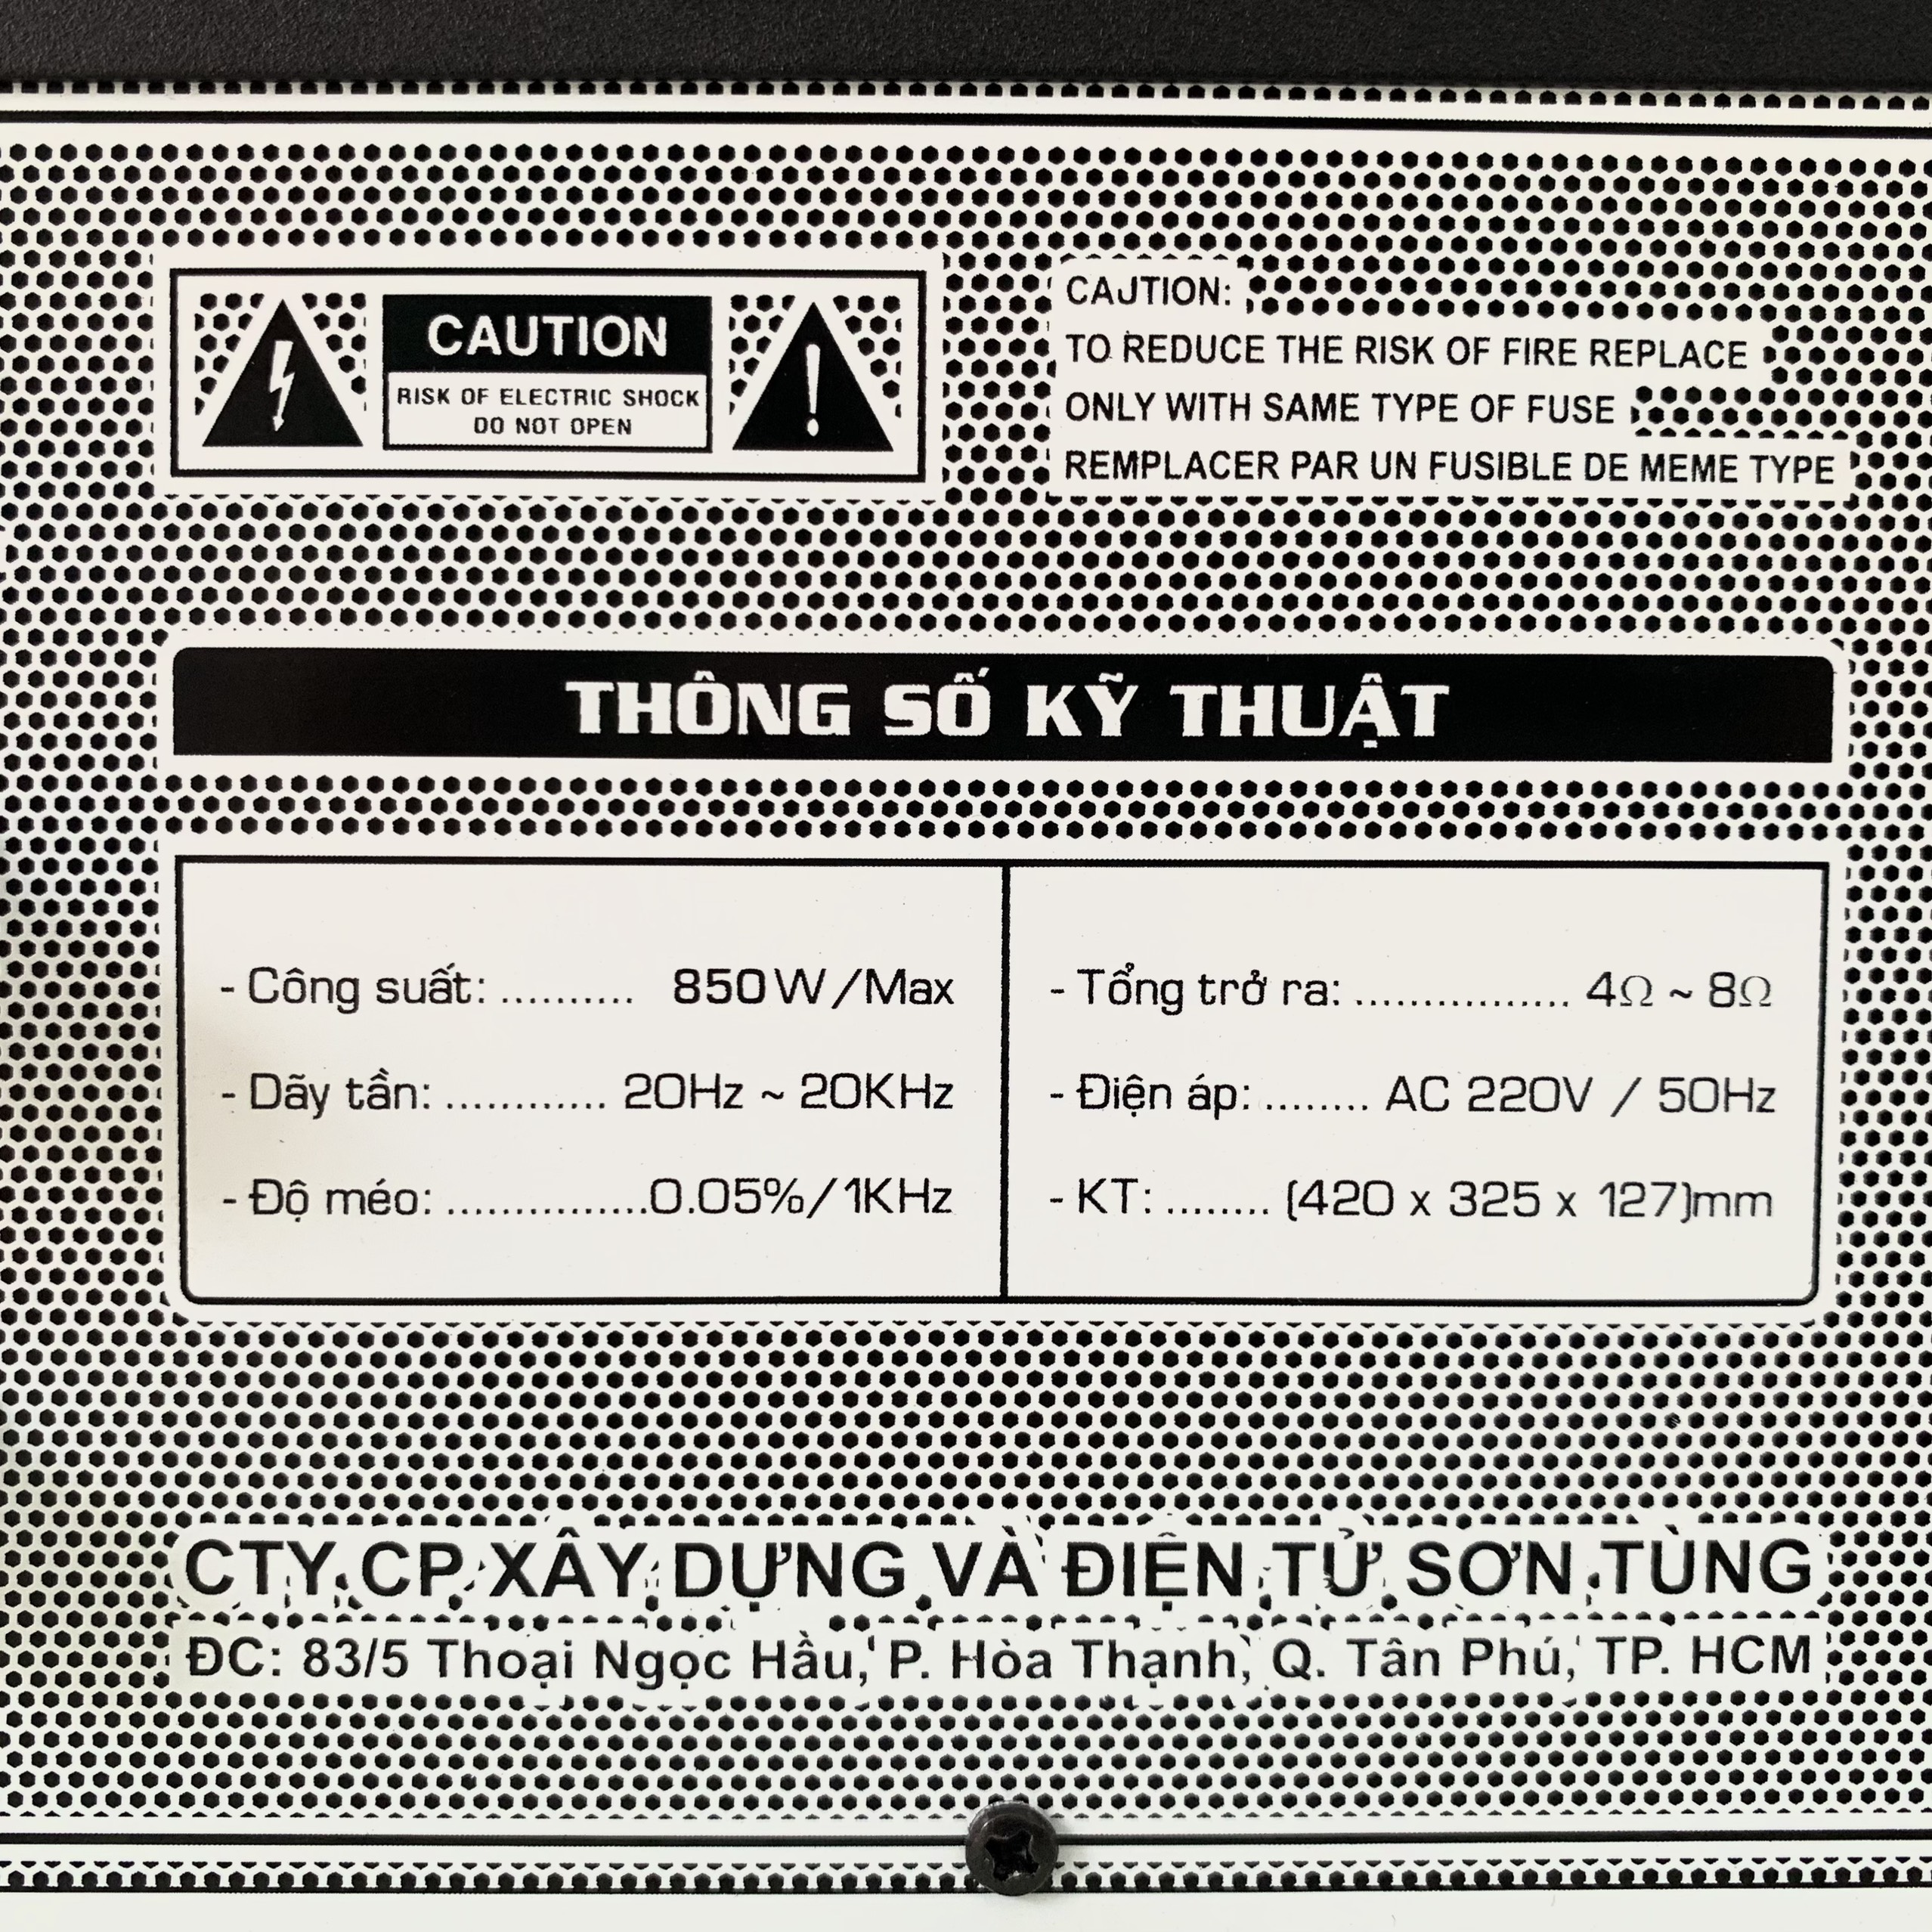 CAUTION
RISK OF ELECTRIC SHOCK
DO NOT OPEN
CAJTION:
TO REDUCE THE RISK OF FIRE REPLACE
ONLY WITH SAME TYPE OF FUSE
REMPLACER PAR UN FUSIBLE DE MEME TYPE
THÔNG SỐ KỸ THUẬT
- Công suất: .......... 850W/Max
- Dãy tần: ............ 20Hz ~ 20KHz
- Độ méo: ...............0.05%/1KHz
- Tổng trở ra: ................ 4Ω ~ 8Ω
- Điện áp: ........ AC 220V / 50Hz
- KT: ........ (420 x 325 x 127)mm
CTY CP XÂY DỰNG VÀ ĐIỆN TỬ SƠN TÙNG
ĐC: 83/5 Thoại Ngọc Hầu, P. Hòa Thạnh, Q. Tân Phú, TP. HCM